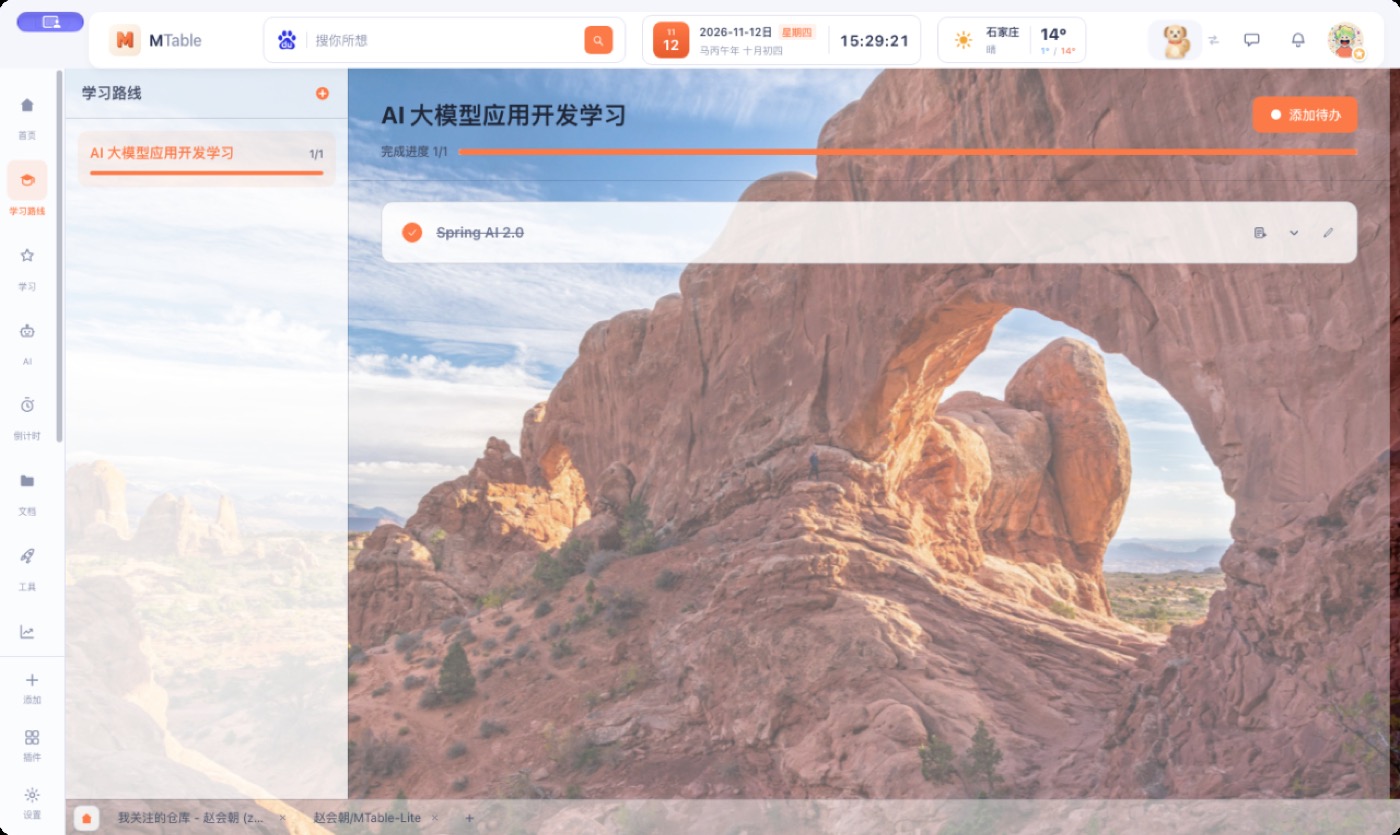 M MTable
du 搜你所想
11
12
2026-11-12日 星期四
马丙午年 十月初四
15:29:21
石家庄
晴
14°
1° / 14°
首页
学习路线
学习
AI
倒计时
文档
工具
添加
插件
设置
学习路线
AI 大模型应用开发学习 1/1
AI 大模型应用开发学习
添加待办
完成进度 1/1
Spring AI 2.0
我关注的仓库 - 赵会朝 (z... ×
赵会朝/MTable-Lite ×
+